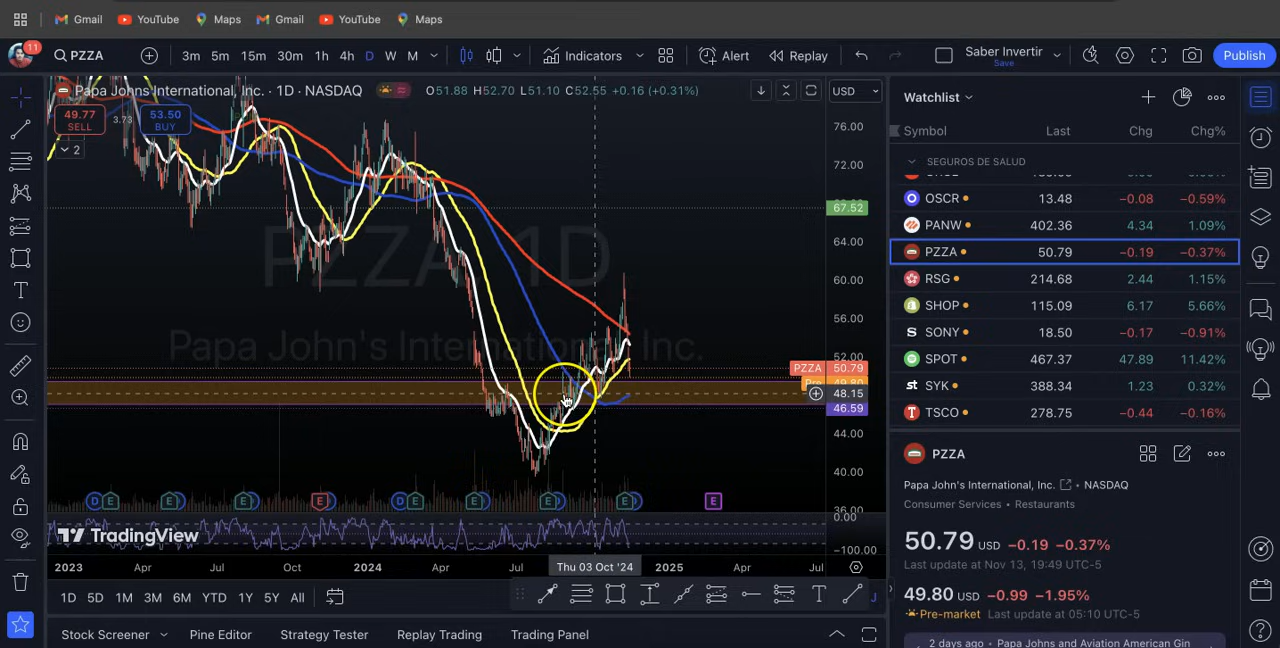 Gmail YouTube Maps Gmail YouTube Maps
11 PZZA 3m 5m 15m 30m 1h 4h D W M Indicators Alert Replay Saber Invertir Save Publish
Papa Johns International, Inc. · 1D · NASDAQ O51.88 H52.70 L51.10 C52.55 +0.16 (+0.31%) USD
49.77 SELL 3.73 53.50 BUY
2
PZZA 1D
Papa John's International, Inc.
76.00
72.00
67.52
64.00
60.00
56.00
52.00
PZZA 50.79
Pre 49.80
48.15
46.59
44.00
40.00
36.00
D E E E E D E E E E E
0.00
TradingView
−100.00
2023 Apr Jul Oct 2024 Apr Jul Thu 03 Oct '24 2025 Apr Jul
1D 5D 1M 3M 6M YTD 1Y 5Y All
Stock Screener Pine Editor Strategy Tester Replay Trading Trading Panel
Watchlist
Symbol Last Chg Chg%
SEGUROS DE SALUD
OSCR 13.48 −0.08 −0.59%
PANW 402.36 4.34 1.09%
PZZA 50.79 −0.19 −0.37%
RSG 214.68 2.44 1.15%
SHOP 115.09 6.17 5.66%
SONY 18.50 −0.17 −0.91%
SPOT 467.37 47.89 11.42%
SYK 388.34 1.23 0.32%
TSCO 278.75 −0.44 −0.16%
PZZA
Papa John's International, Inc. • NASDAQ
Consumer Services • Restaurants
50.79 USD −0.19 −0.37%
Last update at Nov 13, 19:49 UTC-5
49.80 USD −0.99 −1.95%
Pre-market Last update at 05:10 UTC-5
2 days ago • Papa Johns and Aviation American Gin